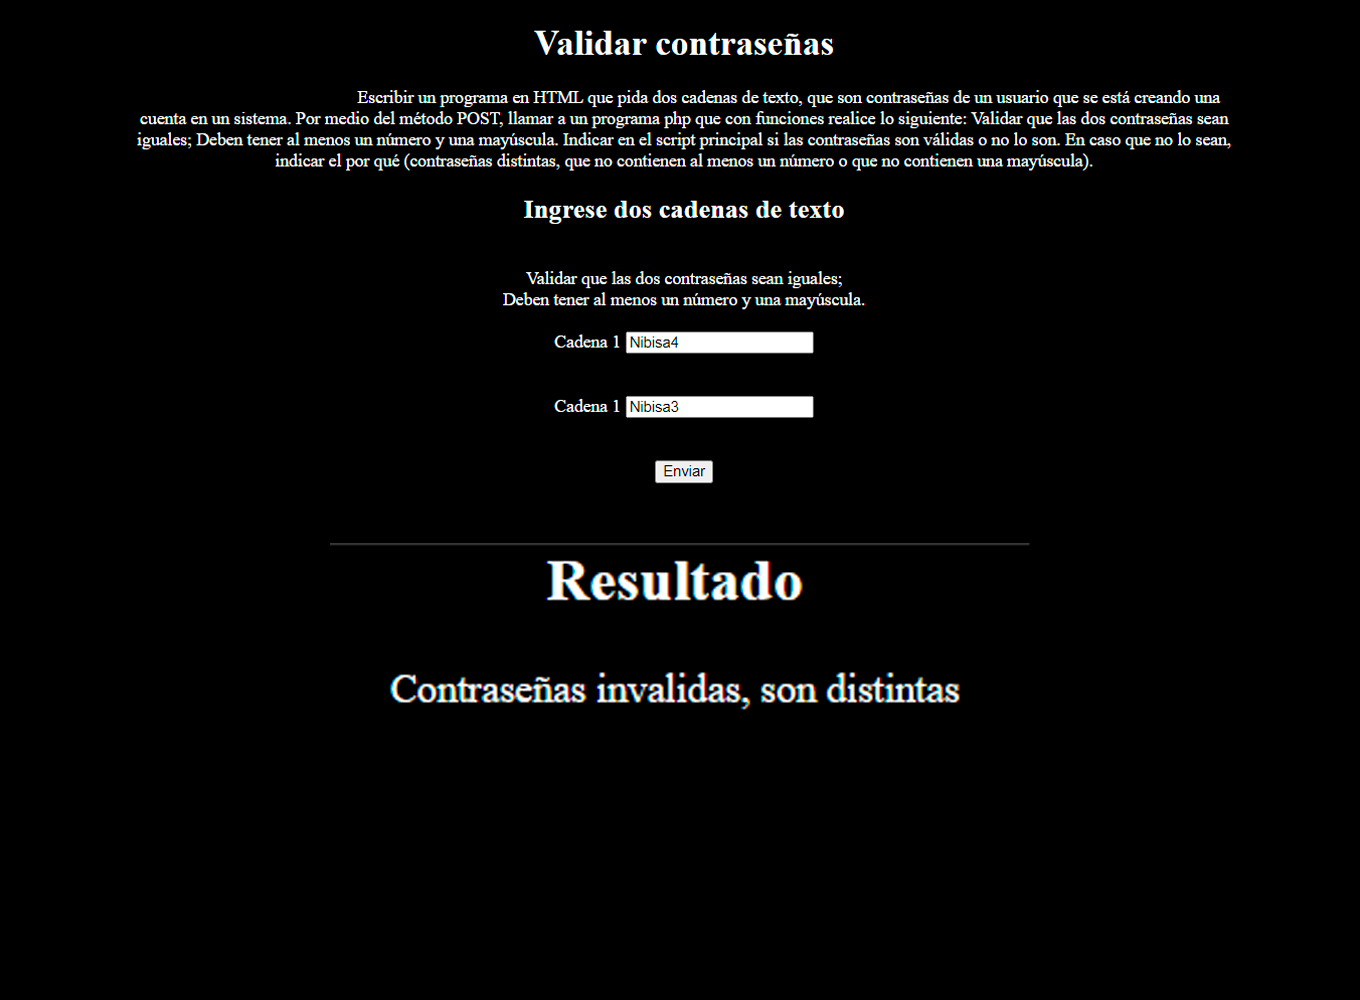 Validar contraseñas
Escribir un programa en HTML que pida dos cadenas de texto, que son contraseñas de un usuario que se está creando una
cuenta en un sistema. Por medio del método POST, llamar a un programa php que con funciones realice lo siguiente: Validar que las dos contraseñas sean
iguales; Deben tener al menos un número y una mayúscula. Indicar en el script principal si las contraseñas son válidas o no lo son. En caso que no lo sean,
indicar el por qué (contraseñas distintas, que no contienen al menos un número o que no contienen una mayúscula).
Ingrese dos cadenas de texto
Validar que las dos contraseñas sean iguales;
Deben tener al menos un número y una mayúscula.
Cadena 1 Nibisa4
Cadena 1 Nibisa3
Enviar
Resultado
Contraseñas invalidas, son distintas